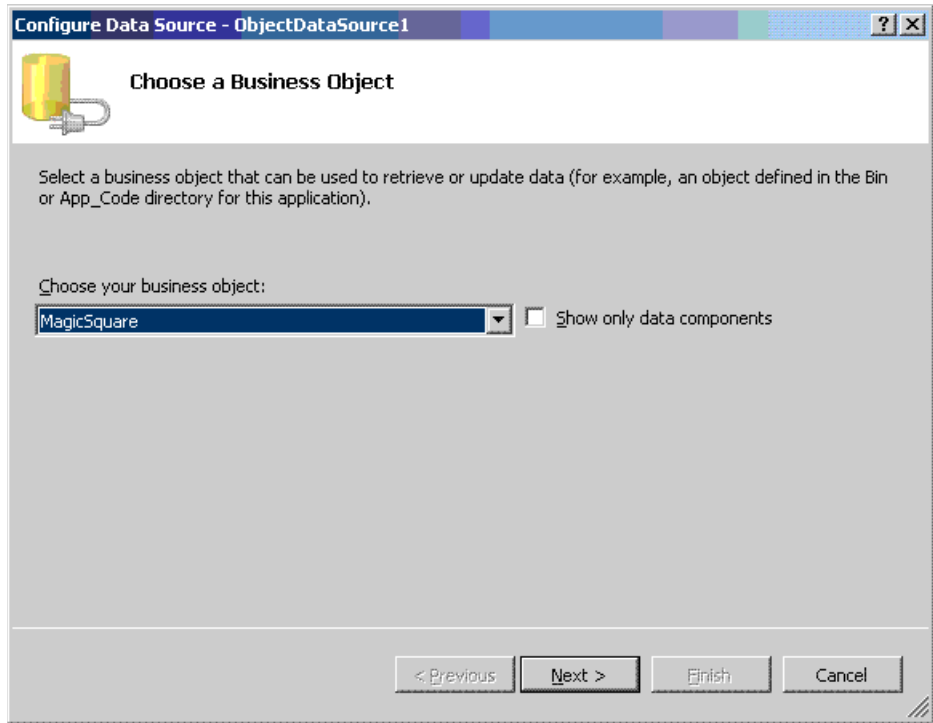 Configure Data Source - ObjectDataSource1
Choose a Business Object
Select a business object that can be used to retrieve or update data (for example, an object defined in the Bin
or App_Code directory for this application).
Choose your business object:
MagicSquare
Show only data components
< Previous Next > Finish Cancel